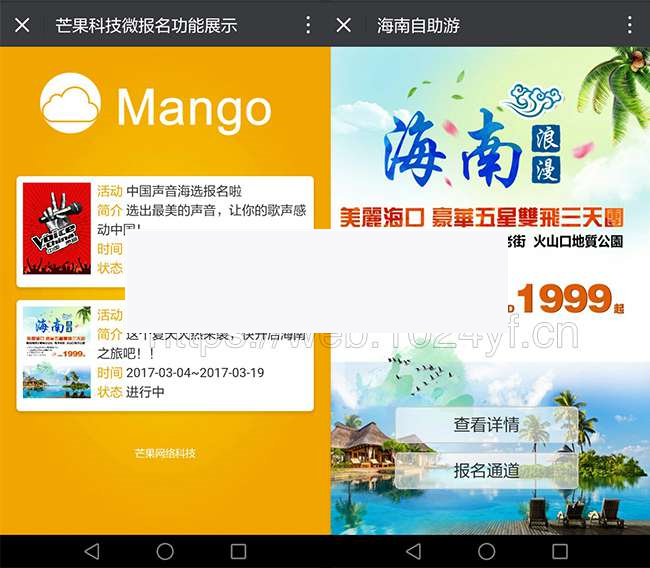 芒果科技微报名功能展示
Mango
活动 中国声音海选报名啦
简介 选出最美的声音，让你的歌声感
动中国!
时间
状态
活动
简介 这个夏天火热来袭，快开启海南
之旅吧！！
时间 2017-03-04~2017-03-19
状态 进行中
芒果网络科技
海南自助游
海南
浪漫
美麗海口 豪華五星雙飛三天團
老街 火山口地質公園
1999起
查看详情
报名通道
https://web.1024yf.cn